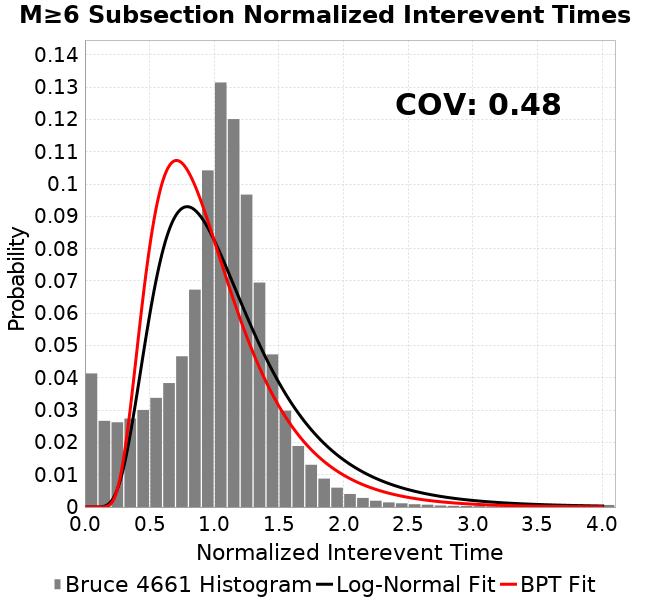 M≥6 Subsection Normalized Interevent Times
COV: 0.48
Probability
0.14
0.13
0.12
0.11
0.1
0.09
0.08
0.07
0.06
0.05
0.04
0.03
0.02
0.01
0
0.0 0.5 1.0 1.5 2.0 2.5 3.0 3.5 4.0
Normalized Interevent Time
Bruce 4661 Histogram Log-Normal Fit BPT Fit